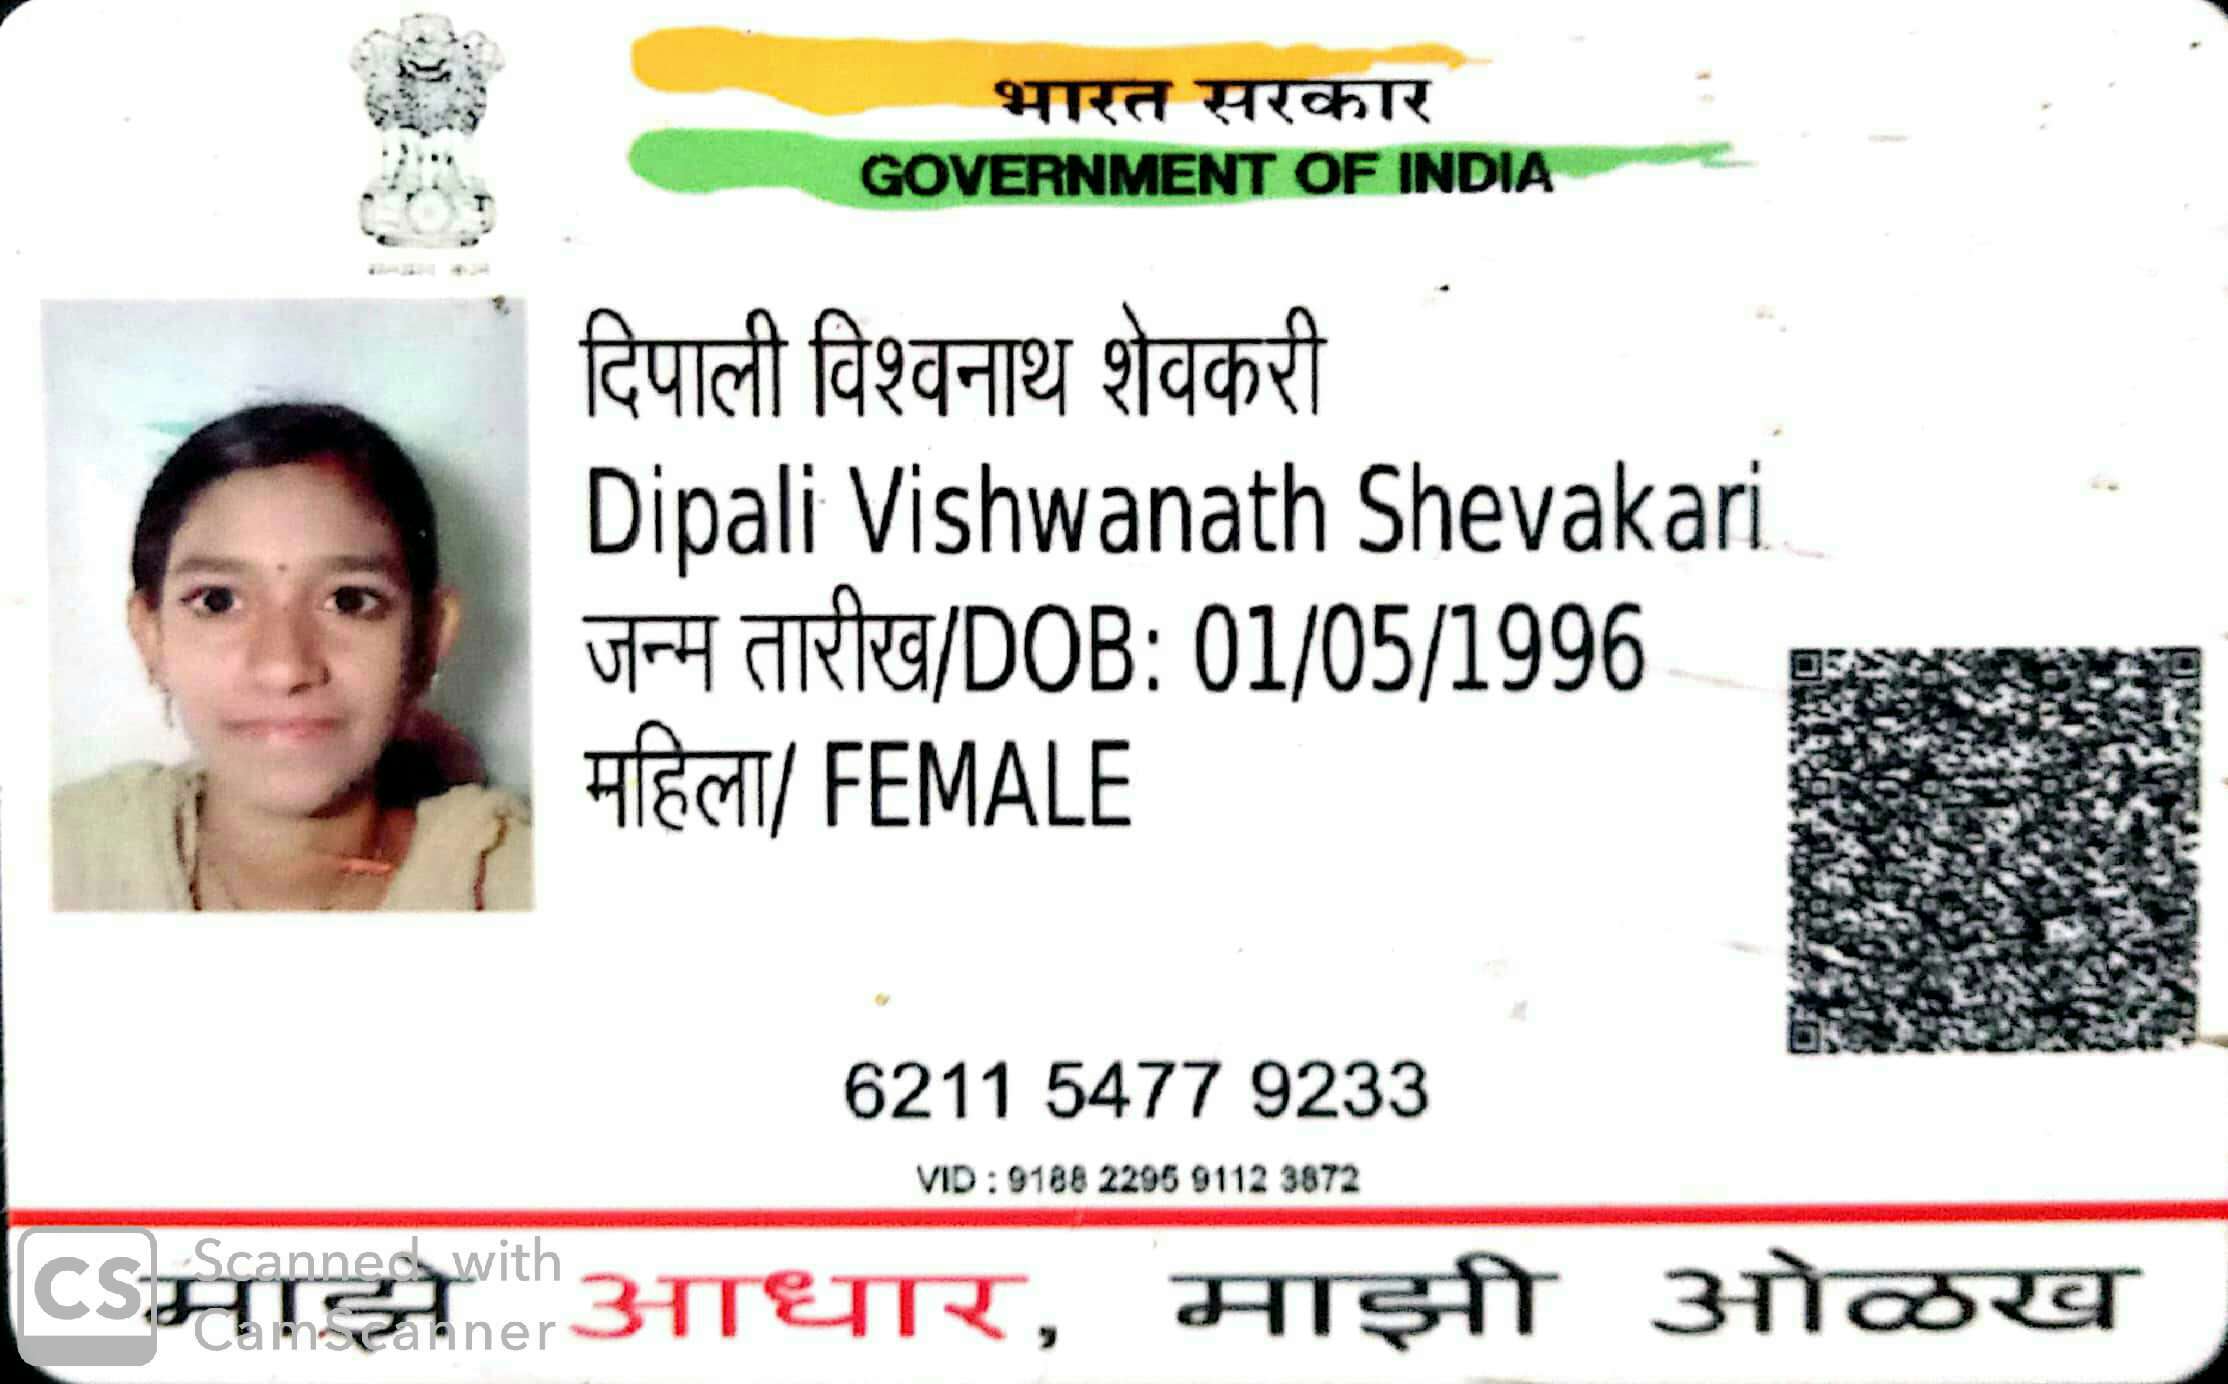 भारत सरकार
GOVERNMENT OF INDIA
दिपाली विश्वनाथ शेवकरी
Dipali Vishwanath Shevakari
जन्म तारीख/DOB: 01/05/1996
महिला/ FEMALE
6211 5477 9233
VID : 9188 2295 9112 3872
माझे आधार, माझी ओळख
CS Scanned with
CamScanner